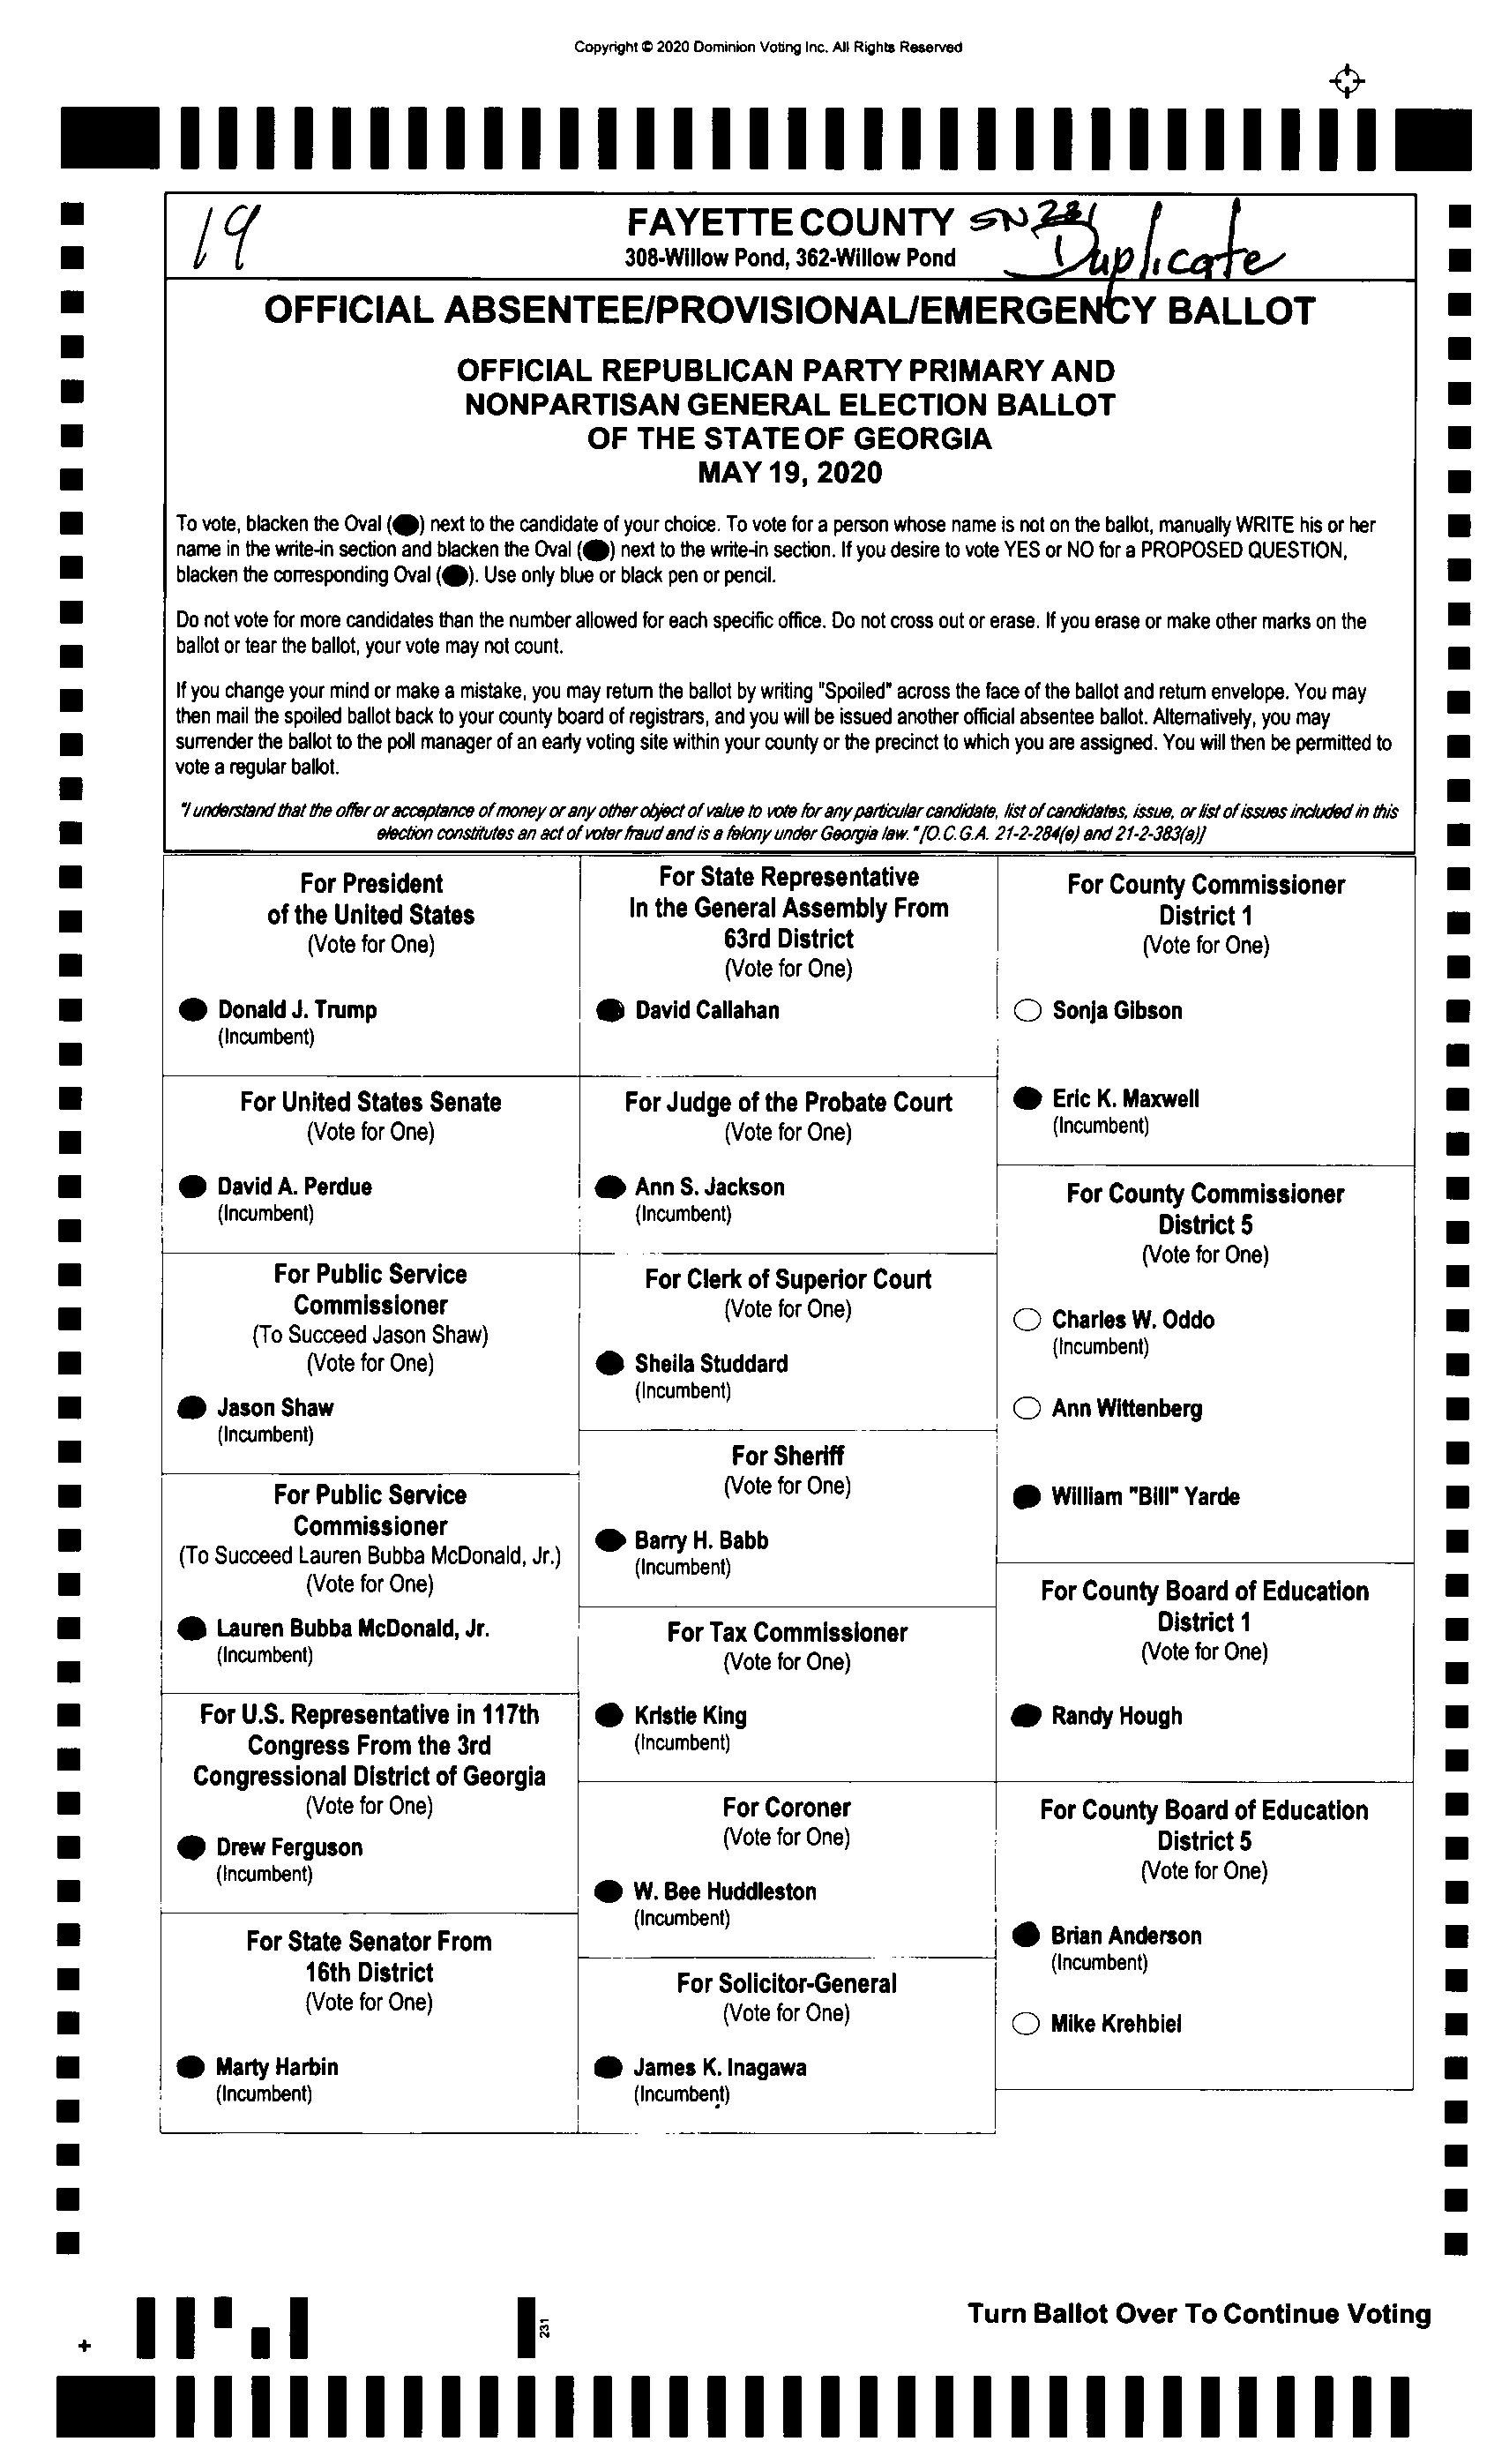 Copyright © 2020 Dominion Voting Inc. All Rights Reserved
19
FAYETTE COUNTY
SN 231
308-Willow Pond, 362-Willow Pond
Duplicate
OFFICIAL ABSENTEE/PROVISIONAL/EMERGENCY BALLOT
OFFICIAL REPUBLICAN PARTY PRIMARY AND
NONPARTISAN GENERAL ELECTION BALLOT
OF THE STATE OF GEORGIA
MAY 19, 2020
To vote, blacken the Oval () next to the candidate of your choice. To vote for a person whose name is not on the ballot, manually WRITE his or her
name in the write-in section and blacken the Oval () next to the write-in section. If you desire to vote YES or NO for a PROPOSED QUESTION,
blacken the corresponding Oval (). Use only blue or black pen or pencil.
Do not vote for more candidates than the number allowed for each specific office. Do not cross out or erase. If you erase or make other marks on the
ballot or tear the ballot, your vote may not count.
If you change your mind or make a mistake, you may return the ballot by writing "Spoiled" across the face of the ballot and return envelope. You may
then mail the spoiled ballot back to your county board of registrars, and you will be issued another official absentee ballot. Alternatively, you may
surrender the ballot to the poll manager of an early voting site within your county or the precinct to which you are assigned. You will then be permitted to
vote a regular ballot.
"I understand that the offer or acceptance of money or any other object of value to vote for any particular candidate, list of candidates, issue, or list of issues included in this
election constitutes an act of voter fraud and is a felony under Georgia law." [O.C.G.A. 21-2-284(e) and 21-2-383(a)]
For President
of the United States
(Vote for One)
Donald J. Trump
(Incumbent)
For United States Senate
(Vote for One)
David A. Perdue
(Incumbent)
For Public Service
Commissioner
(To Succeed Jason Shaw)
(Vote for One)
Jason Shaw
(Incumbent)
For Public Service
Commissioner
(To Succeed Lauren Bubba McDonald, Jr.)
(Vote for One)
Lauren Bubba McDonald, Jr.
(Incumbent)
For U.S. Representative in 117th
Congress From the 3rd
Congressional District of Georgia
(Vote for One)
Drew Ferguson
(Incumbent)
For State Senator From
16th District
(Vote for One)
Marty Harbin
(Incumbent)
For State Representative
In the General Assembly From
63rd District
(Vote for One)
David Callahan
For Judge of the Probate Court
(Vote for One)
Ann S. Jackson
(Incumbent)
For Clerk of Superior Court
(Vote for One)
Sheila Studdard
(Incumbent)
For Sheriff
(Vote for One)
Barry H. Babb
(Incumbent)
For Tax Commissioner
(Vote for One)
Kristie King
(Incumbent)
For Coroner
(Vote for One)
W. Bee Huddleston
(Incumbent)
For Solicitor-General
(Vote for One)
James K. Inagawa
(Incumbent)
For County Commissioner
District 1
(Vote for One)
Sonja Gibson
Eric K. Maxwell
(Incumbent)
For County Commissioner
District 5
(Vote for One)
Charles W. Oddo
(Incumbent)
Ann Wittenberg
William "Bill" Yarde
For County Board of Education
District 1
(Vote for One)
Randy Hough
For County Board of Education
District 5
(Vote for One)
Brian Anderson
(Incumbent)
Mike Krehbiel
Turn Ballot Over To Continue Voting
231